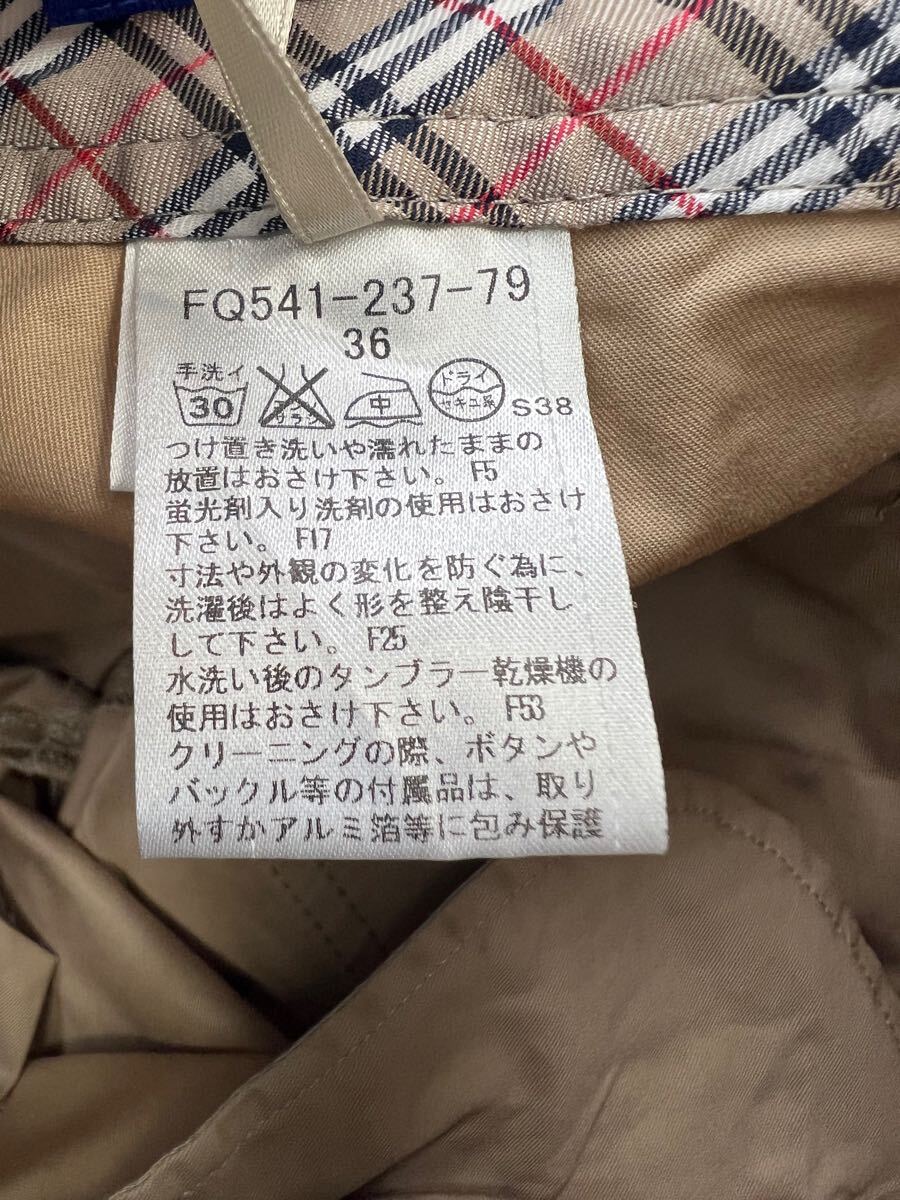 FQ541-237-79
36
手洗イ
30
中
ドライ
セキユ系
S38
つけ置き洗いや濡れたままの
放置はおさけ下さい。 F5
蛍光剤入り洗剤の使用はおさけ
下さい。 F17
寸法や外観の変化を防ぐ為に、
洗濯後はよく形を整え陰干し
して下さい。 F25
水洗い後のタンブラー乾燥機の
使用はおさけ下さい。 F53
クリーニングの際、ボタンや
バックル等の付属品は、取り
外すかアルミ箔等に包み保護